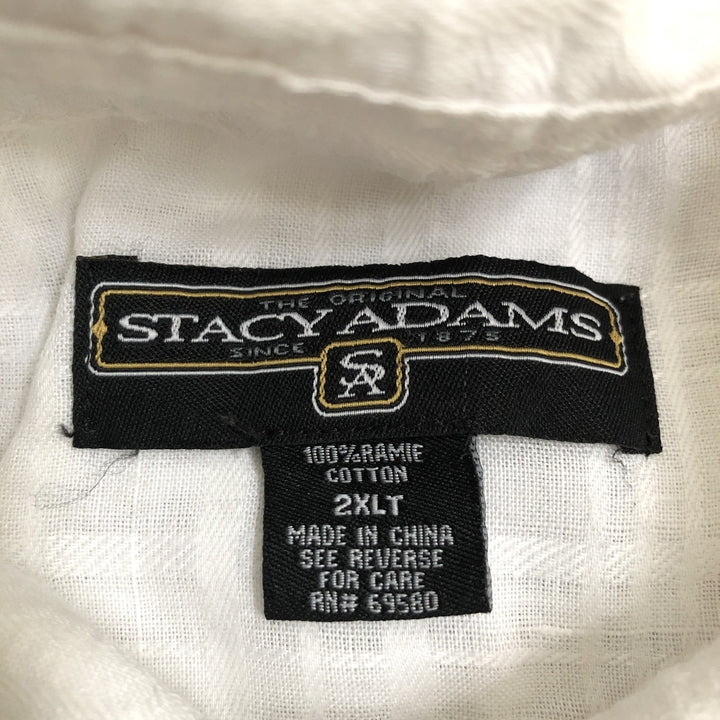 THE ORIGINAL
STACY ADAMS
SINCE 1875
SA
100%RAMIE
COTTON
2XLT
MADE IN CHINA
SEE REVERSE
FOR CARE
RN# 69580